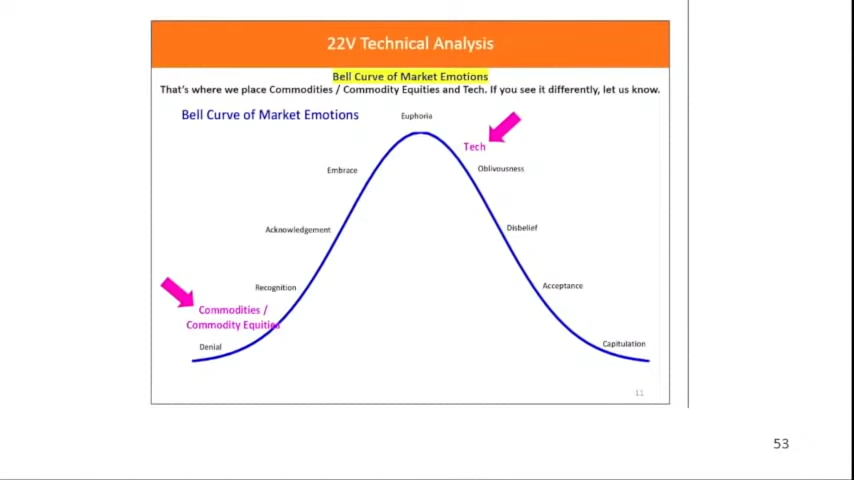 22V Technical Analysis
Bell Curve of Market Emotions
That's where we place Commodities / Commodity Equities and Tech. If you see it differently, let us know.
Bell Curve of Market Emotions
Euphoria
Tech
Embrace
Oblivousness
Acknowledgement
Disbelief
Recognition
Acceptance
Commodities /
Commodity Equities
Denial
Capitulation
11
53